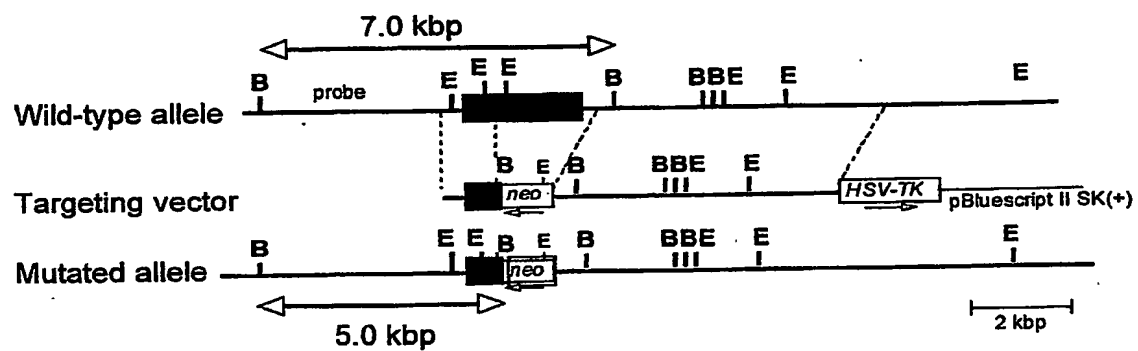 7.0 kbp
B probe E E E B BBE E E
Wild-type allele
B E B BBE E HSV-TK
neo
Targeting vector pBluescript II SK(+)
B E E B E B BBE E E
Mutated allele neo
5.0 kbp 2 kbp